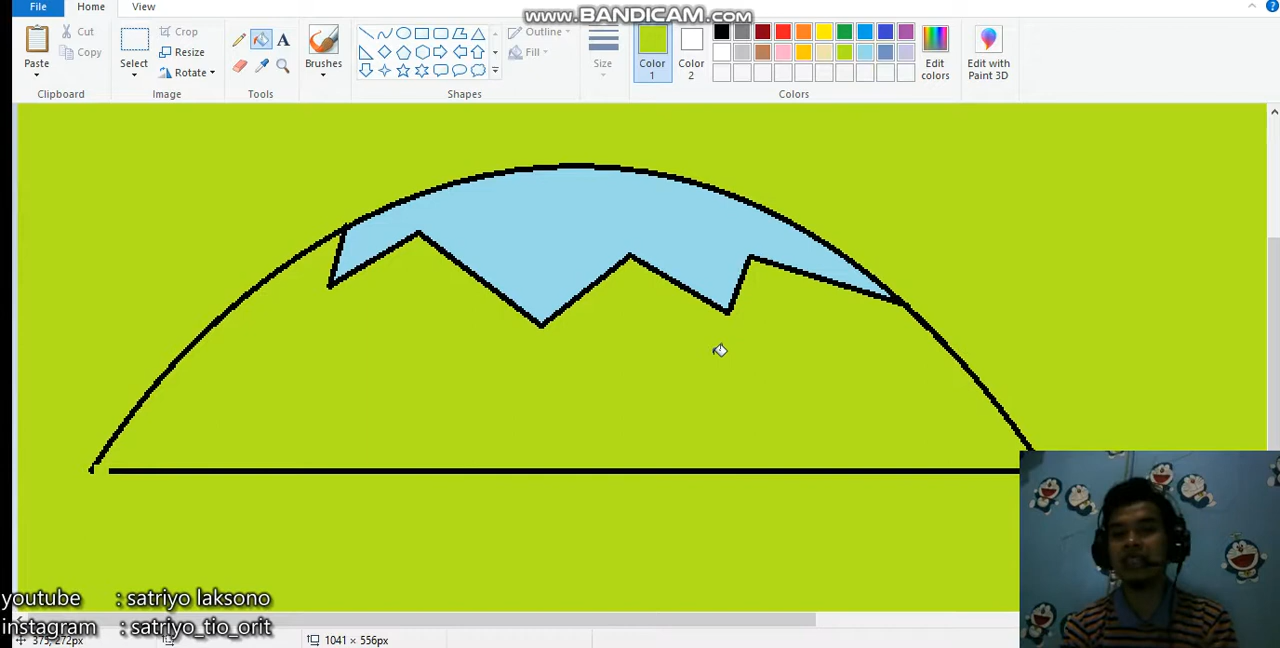 www.BANDICAM.com
File Home View
Paste
Cut
Copy
Clipboard
Select
Crop
Resize
Rotate
Image
Tools
Brushes
Shapes
Outline
Fill
Size
Color 1
Color 2
Edit colors
Colors
Edit with Paint 3D
youtube : satriyo laksono
instagram : satriyo_tio_orit
375, 272px
1041 × 556px